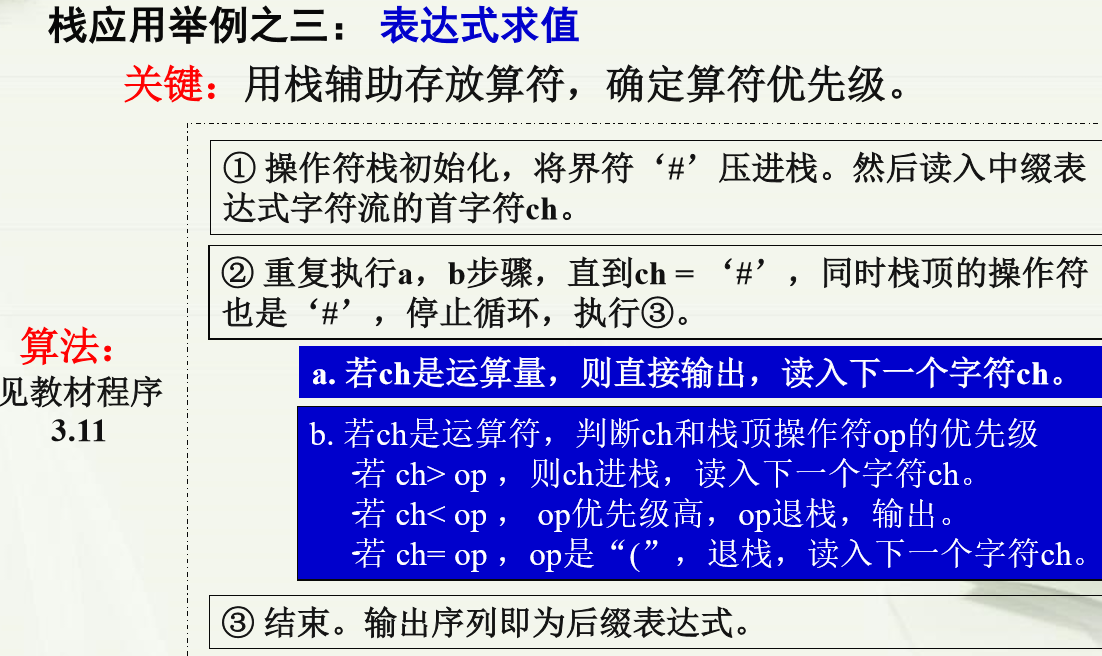 栈应用举例之三： 表达式求值
关键：用栈辅助存放算符，确定算符优先级。
① 操作符栈初始化，将界符‘#’压进栈。然后读入中缀表
达式字符流的首字符ch。
② 重复执行a，b步骤，直到ch = ‘#’，同时栈顶的操作符
也是‘#’，停止循环，执行③。
算法：
见教材程序
3.11
a. 若ch是运算量，则直接输出，读入下一个字符ch。
b. 若ch是运算符，判断ch和栈顶操作符op的优先级
·若 ch> op ，则ch进栈，读入下一个字符ch。
·若 ch< op ， op优先级高，op退栈，输出。
·若 ch= op ，op是“(”，退栈，读入下一个字符ch。
③ 结束。输出序列即为后缀表达式。